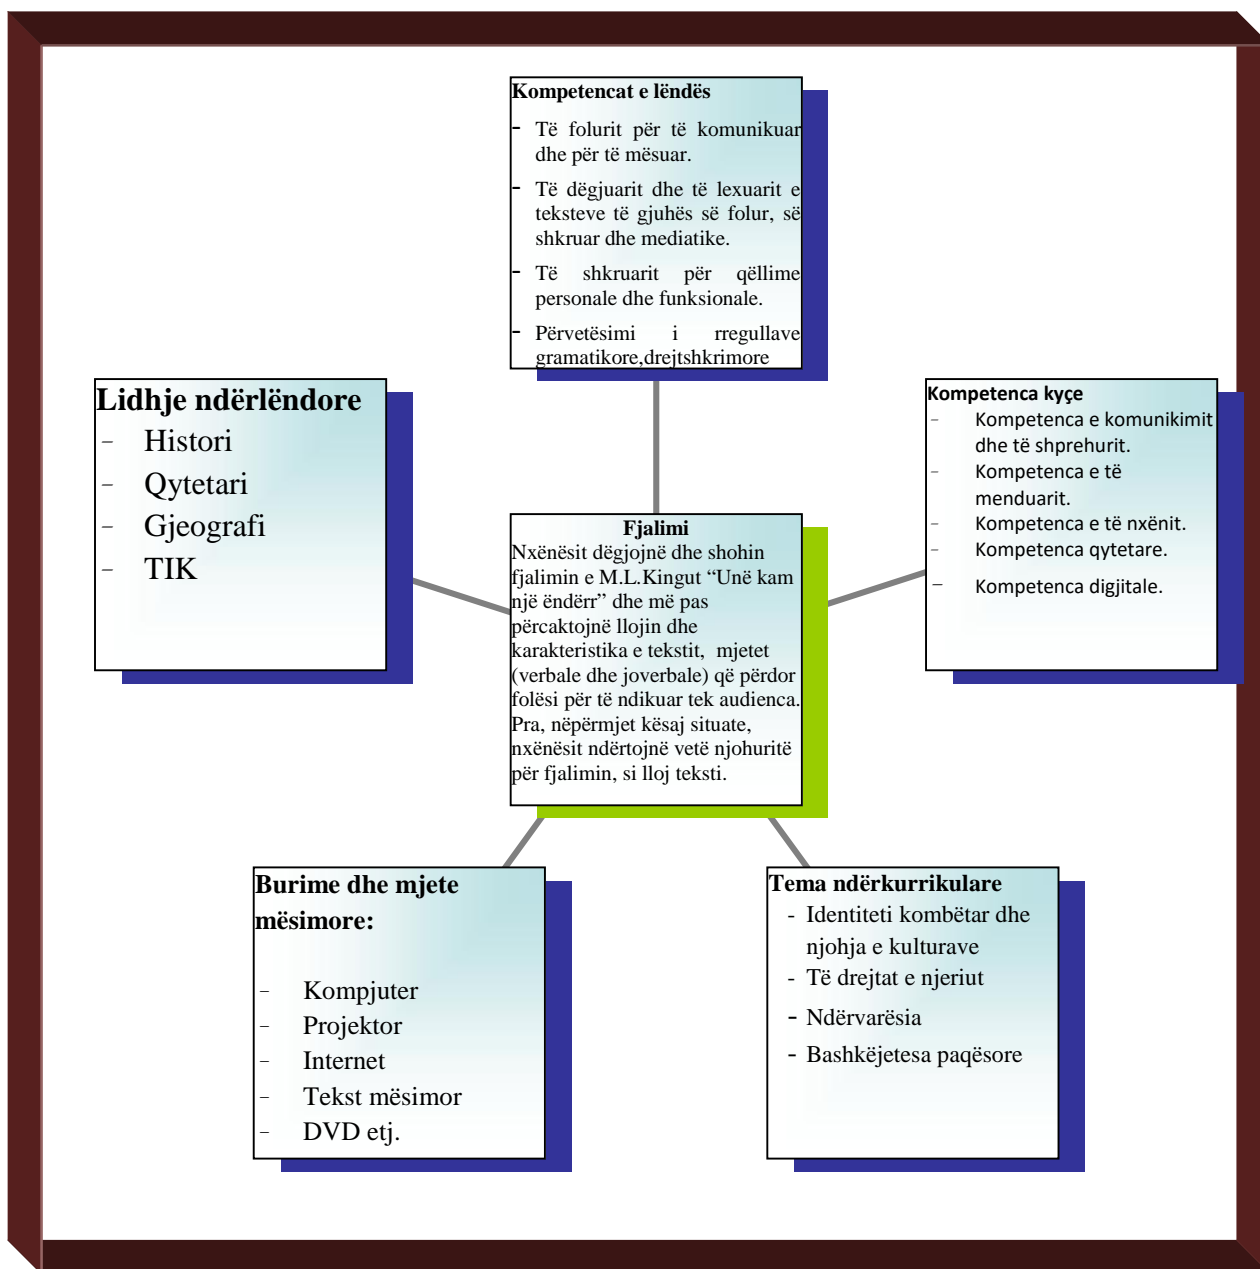 Kompetencat e lëndës
- Të folurit për të komunikuar
dhe për të mësuar.
- Të dëgjuarit dhe të lexuarit e
teksteve të gjuhës së folur, së
shkruar dhe mediatike.
- Të shkruarit për qëllime
personale dhe funksionale.
- Përvetësimi i rregullave
gramatikore,drejtshkrimore
Lidhje ndërlëndore
- Histori
- Qytetari
- Gjeografi
- TIK
Kompetenca kyçe
- Kompetenca e komunikimit
dhe të shprehurit.
- Kompetenca e të
menduarit.
- Kompetenca e të nxënit.
- Kompetenca qytetare.
- Kompetenca digjitale.
Fjalimi
Nxënësit dëgjojnë dhe shohin
fjalimin e M.L.Kingut “Unë kam
një ëndërr” dhe më pas
përcaktojnë llojin dhe
karakteristika e tekstit, mjetet
(verbale dhe joverbale) që përdor
folësi për të ndikuar tek audienca.
Pra, nëpërmjet kësaj situate,
nxënësit ndërtojnë vetë njohuritë
për fjalimin, si lloj teksti.
Burime dhe mjete
mësimore:
- Kompjuter
- Projektor
- Internet
- Tekst mësimor
- DVD etj.
Tema ndërkurrikulare
- Identiteti kombëtar dhe
njohja e kulturave
- Të drejtat e njeriut
- Ndërvarësia
- Bashkëjetesa paqësore